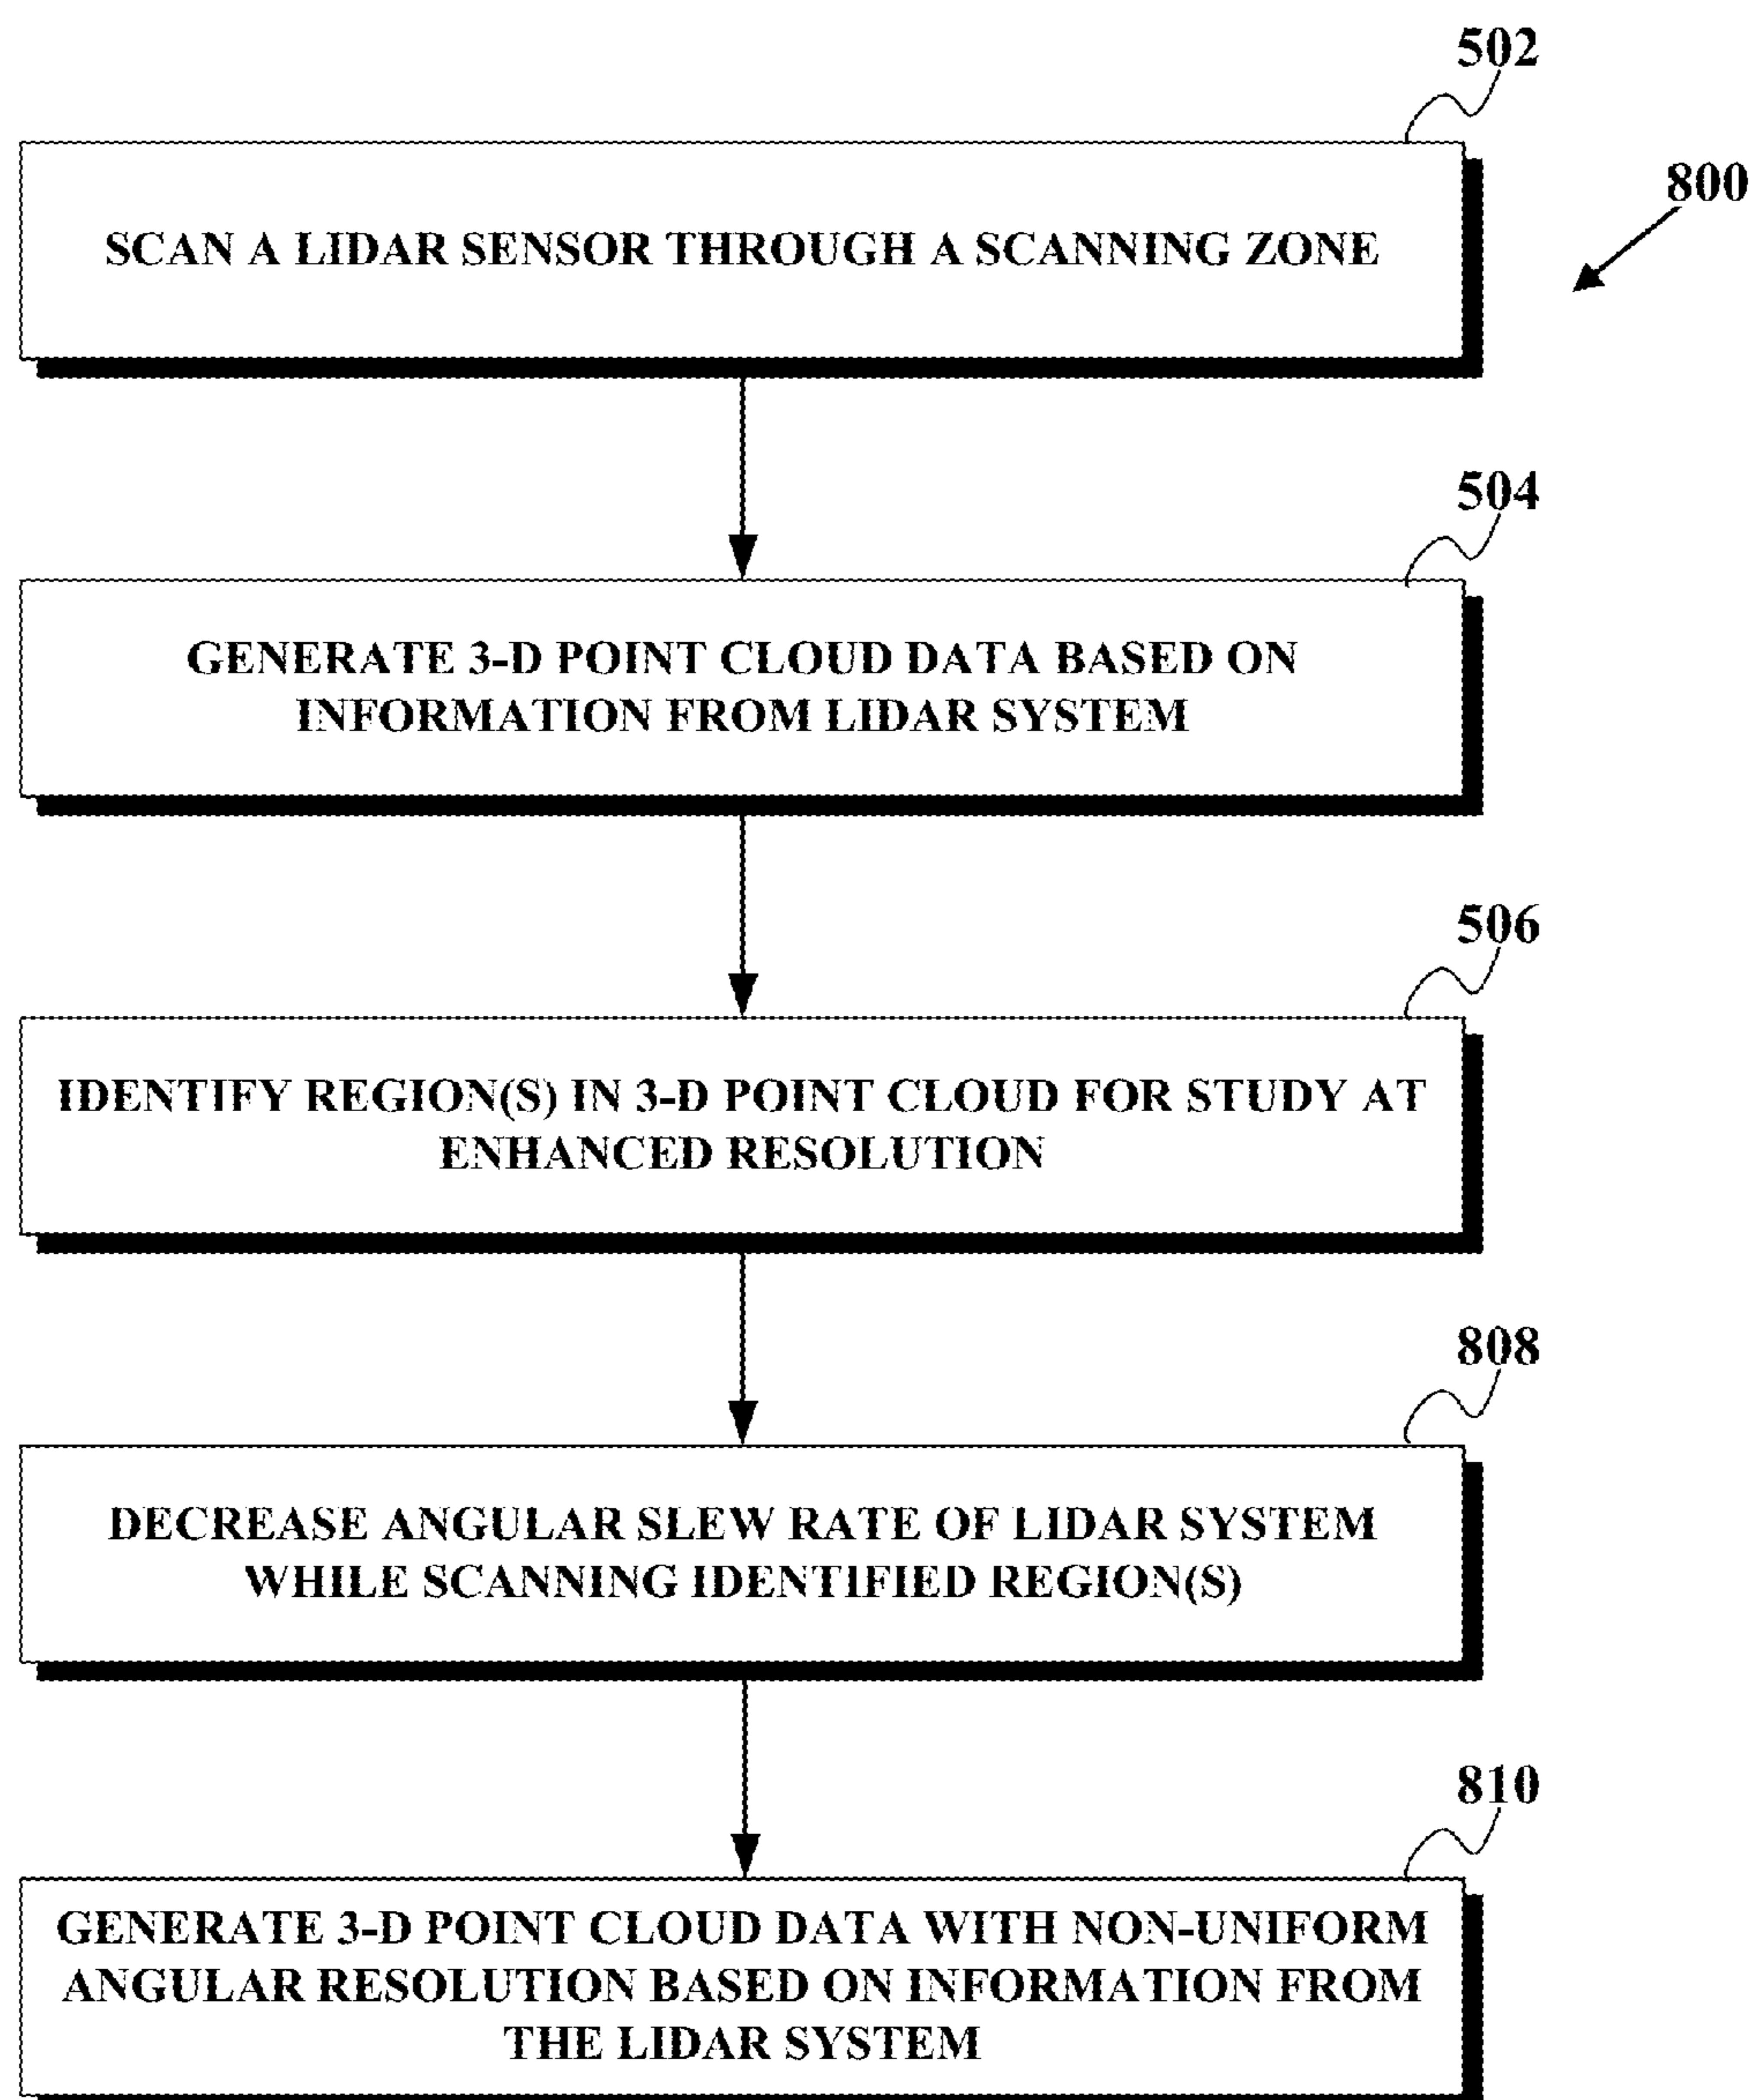 502
800
SCAN A LIDAR SENSOR THROUGH A SCANNING ZONE
504
GENERATE 3-D POINT CLOUD DATA BASED ON
INFORMATION FROM LIDAR SYSTEM
506
IDENTIFY REGION(S) IN 3-D POINT CLOUD FOR STUDY AT
ENHANCED RESOLUTION
808
DECREASE ANGULAR SLEW RATE OF LIDAR SYSTEM
WHILE SCANNING IDENTIFIED REGION(S)
810
GENERATE 3-D POINT CLOUD DATA WITH NON-UNIFORM
ANGULAR RESOLUTION BASED ON INFORMATION FROM
THE LIDAR SYSTEM